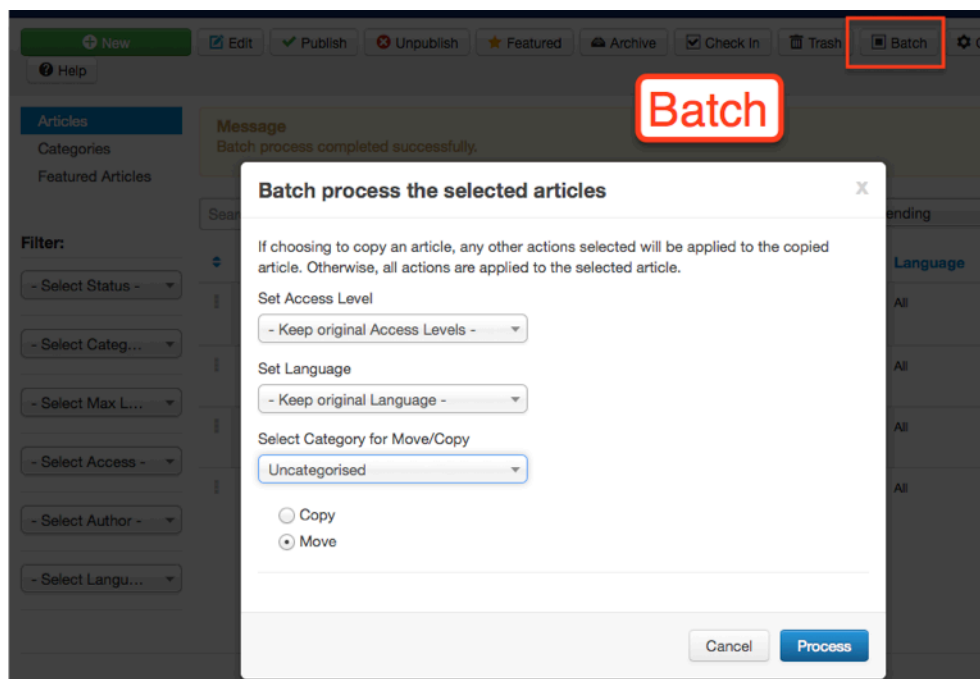 New
Edit
Publish
Unpublish
Featured
Archive
Check In
Trash
Batch
Help
Batch
Articles
Categories
Featured Articles
Message
Batch process completed successfully.
Batch process the selected articles
x
Sear
ending
Filter:
If choosing to copy an article, any other actions selected will be applied to the copied
article. Otherwise, all actions are applied to the selected article.
Language
- Select Status -
Set Access Level
All
- Keep original Access Levels -
- Select Categ...
Set Language
All
- Keep original Language -
- Select Max L...
Select Category for Move/Copy
All
- Select Access -
Uncategorised
All
- Select Author -
Copy
Move
- Select Langu...
Cancel
Process